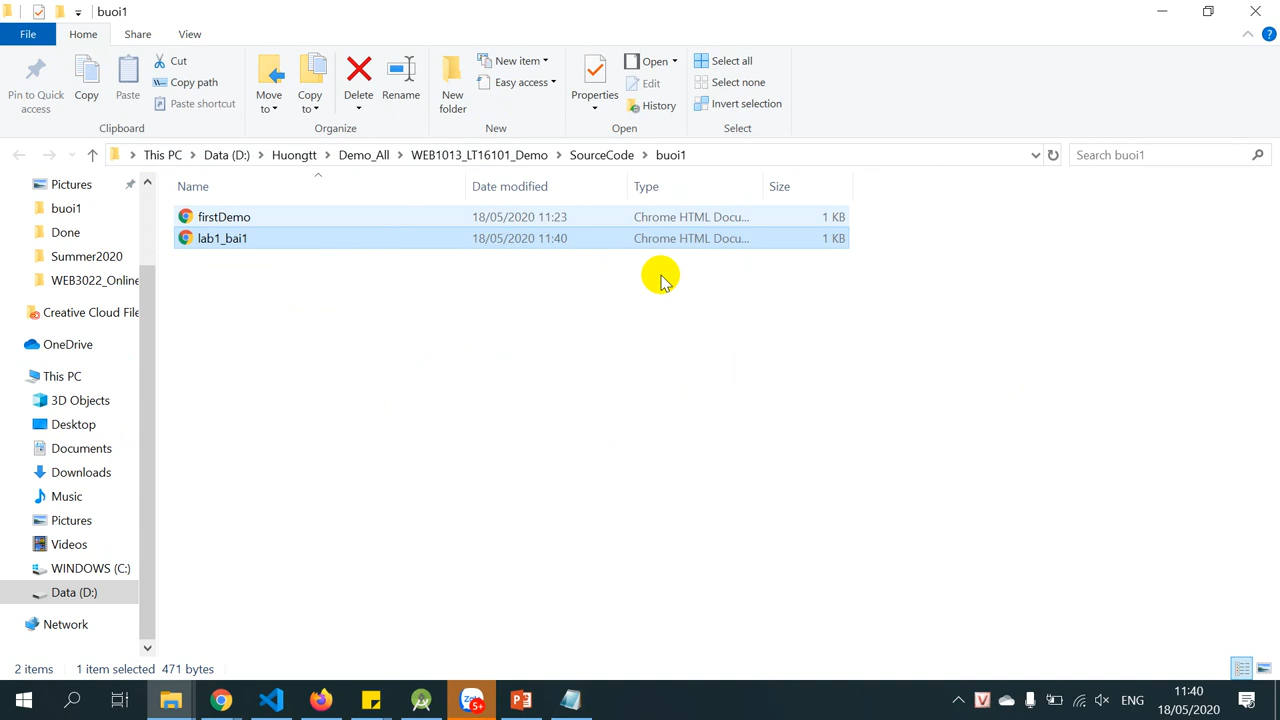 buoi1
File Home Share View
Pin to Quick access
Copy
Paste
Cut
Copy path
Paste shortcut
Clipboard
Move to
Copy to
Delete
Rename
Organize
New folder
New item
Easy access
New
Properties
Open
Edit
History
Open
Select all
Select none
Invert selection
Select
This PC > Data (D:) > Huongtt > Demo_All > WEB1013_LT16101_Demo > SourceCode > buoi1
Search buoi1
Name Date modified Type Size
firstDemo 18/05/2020 11:23 Chrome HTML Docu... 1 KB
lab1_bai1 18/05/2020 11:40 Chrome HTML Docu... 1 KB
Pictures
buoi1
Done
Summer2020
WEB3022_Online
Creative Cloud File
OneDrive
This PC
3D Objects
Desktop
Documents
Downloads
Music
Pictures
Videos
WINDOWS (C:)
Data (D:)
Network
2 items 1 item selected 471 bytes
5+
ENG
11:40
18/05/2020